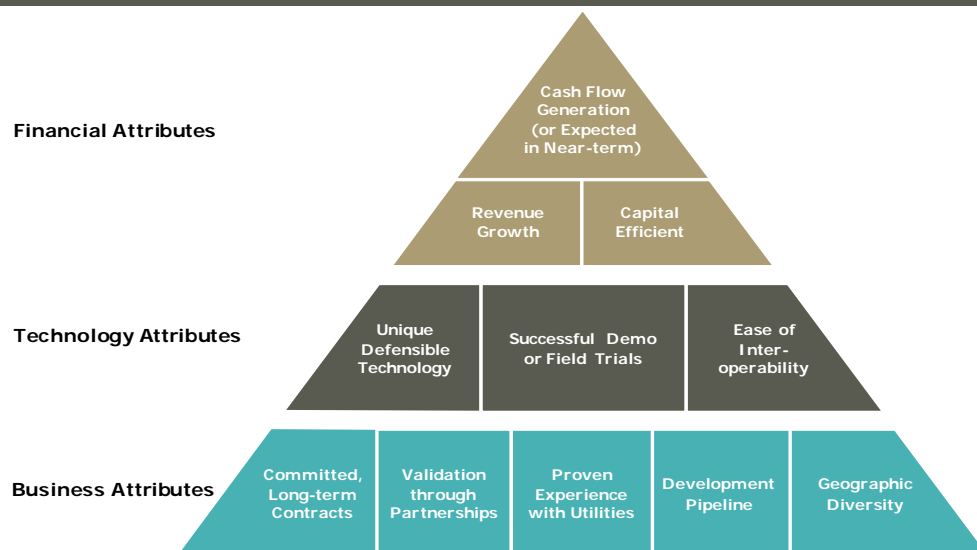 Financial Attributes
Cash Flow
Generation
(or Expected
in Near-term)
Revenue
Growth
Capital
Efficient
Technology Attributes
Unique
Defensible
Technology
Successful Demo
or Field Trials
Ease of
Inter-
operability
Business Attributes
Committed,
Long-term
Contracts
Validation
through
Partnerships
Proven
Experience
with Utilities
Development
Pipeline
Geographic
Diversity